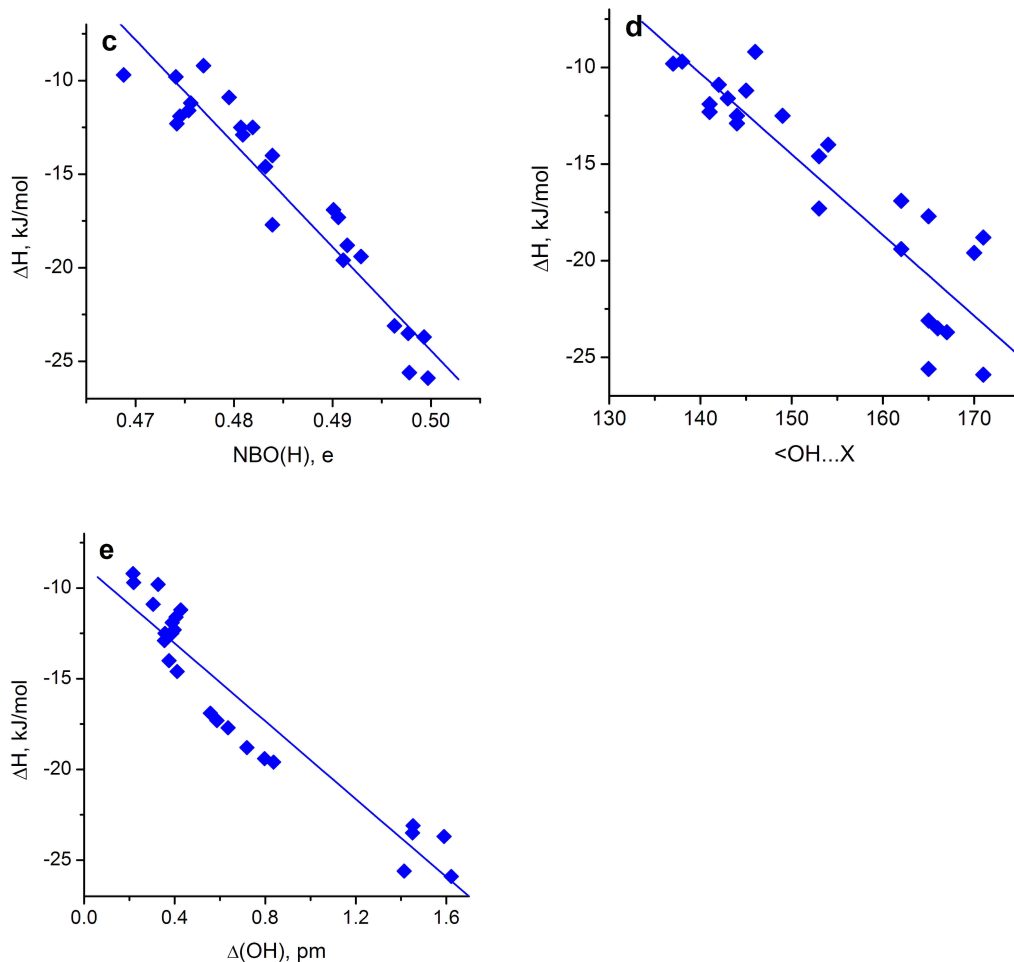 c
ΔH, kJ/mol
-10
-15
-20
-25
0.47 0.48 0.49 0.50
NBO(H), e
d
ΔH, kJ/mol
-10
-15
-20
-25
130 140 150 160 170
<OH...X
e
ΔH, kJ/mol
-10
-15
-20
-25
0.0 0.4 0.8 1.2 1.6
Δ(OH), pm